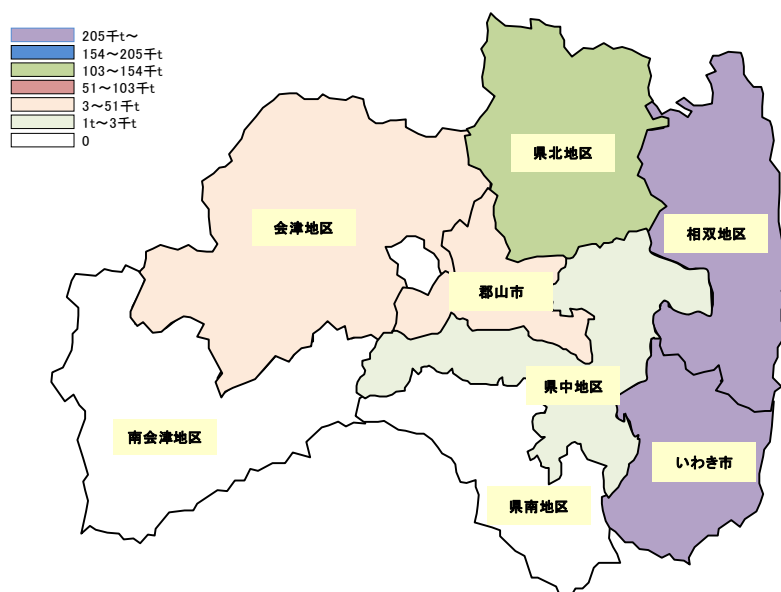 205千t～
154～205千t
103～154千t
51～103千t
3～51千t
1t～3千t
0
県北地区
相双地区
会津地区
郡山市
県中地区
南会津地区
いわき市
県南地区